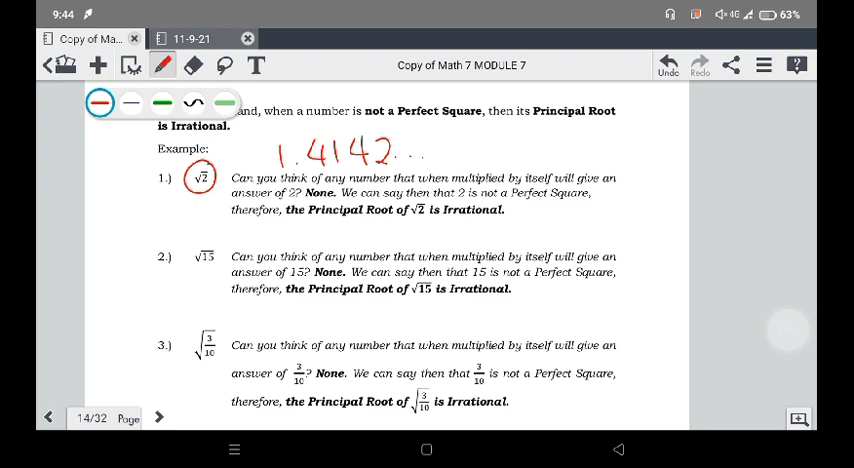 9:44 4G 63%
Copy of Ma... 11-9-21
T Copy of Math 7 MODULE 7 Undo Redo
and, when a number is not a Perfect Square, then its Principal Root
is Irrational.
Example:
1.4142...
1.) √2 Can you think of any number that when multiplied by itself will give an
answer of 2? None. We can say then that 2 is not a Perfect Square,
therefore, the Principal Root of √2 is Irrational.
2.) √15 Can you think of any number that when multiplied by itself will give an
answer of 15? None. We can say then that 15 is not a Perfect Square,
therefore, the Principal Root of √15 is Irrational.
3.) √3/10 Can you think of any number that when multiplied by itself will give an
answer of 3/10? None. We can say then that 3/10 is not a Perfect Square,
therefore, the Principal Root of √3/10 is Irrational.
14/32 Page